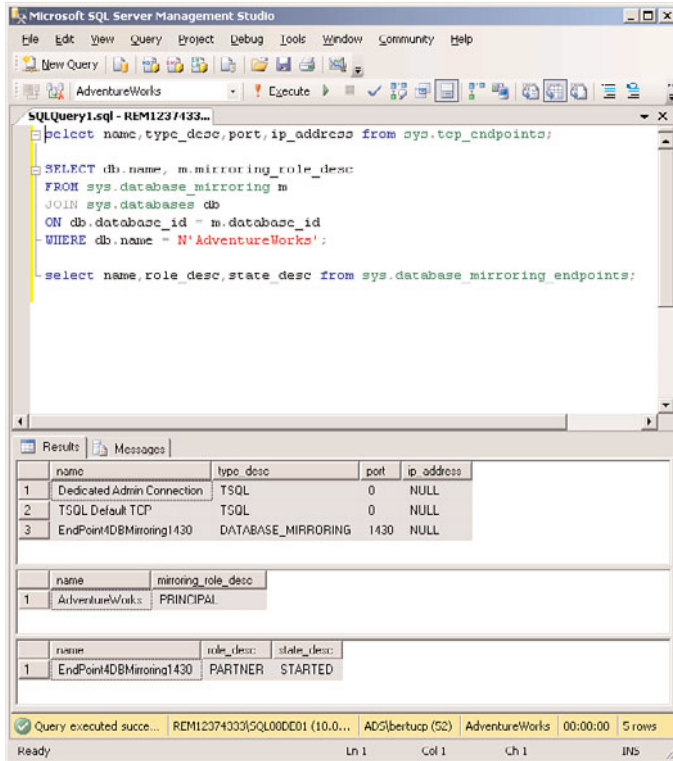 Microsoft SQL Server Management Studio
File Edit View Query Project Debug Tools Window Community Help
New Query
AdventureWorks Execute
SQLQuery1.sql - REM1237433...
select name,type_desc,port,ip_address from sys.tcp_endpoints;
SELECT db.name, m.mirroring_role_desc
FROM sys.database_mirroring m
JOIN sys.databases db
ON db.database_id = m.database_id
WHERE db.name = N'AdventureWorks';
select name,role_desc,state_desc from sys.database_mirroring_endpoints;
Results Messages
name type_desc port ip_address
1 Dedicated Admin Connection TSQL 0 NULL
2 TSQL Default TCP TSQL 0 NULL
3 EndPoint4DBMirroring1430 DATABASE_MIRRORING 1430 NULL
name mirroring_role_desc
1 AdventureWorks PRINCIPAL
name role_desc state_desc
1 EndPoint4DBMirroring1430 PARTNER STARTED
Query executed succe... REM12374333\SQL08DE01 (10.0... ADS\bertucp (52) AdventureWorks 00:00:00 5 rows
Ready Ln 1 Col 1 Ch 1 INS